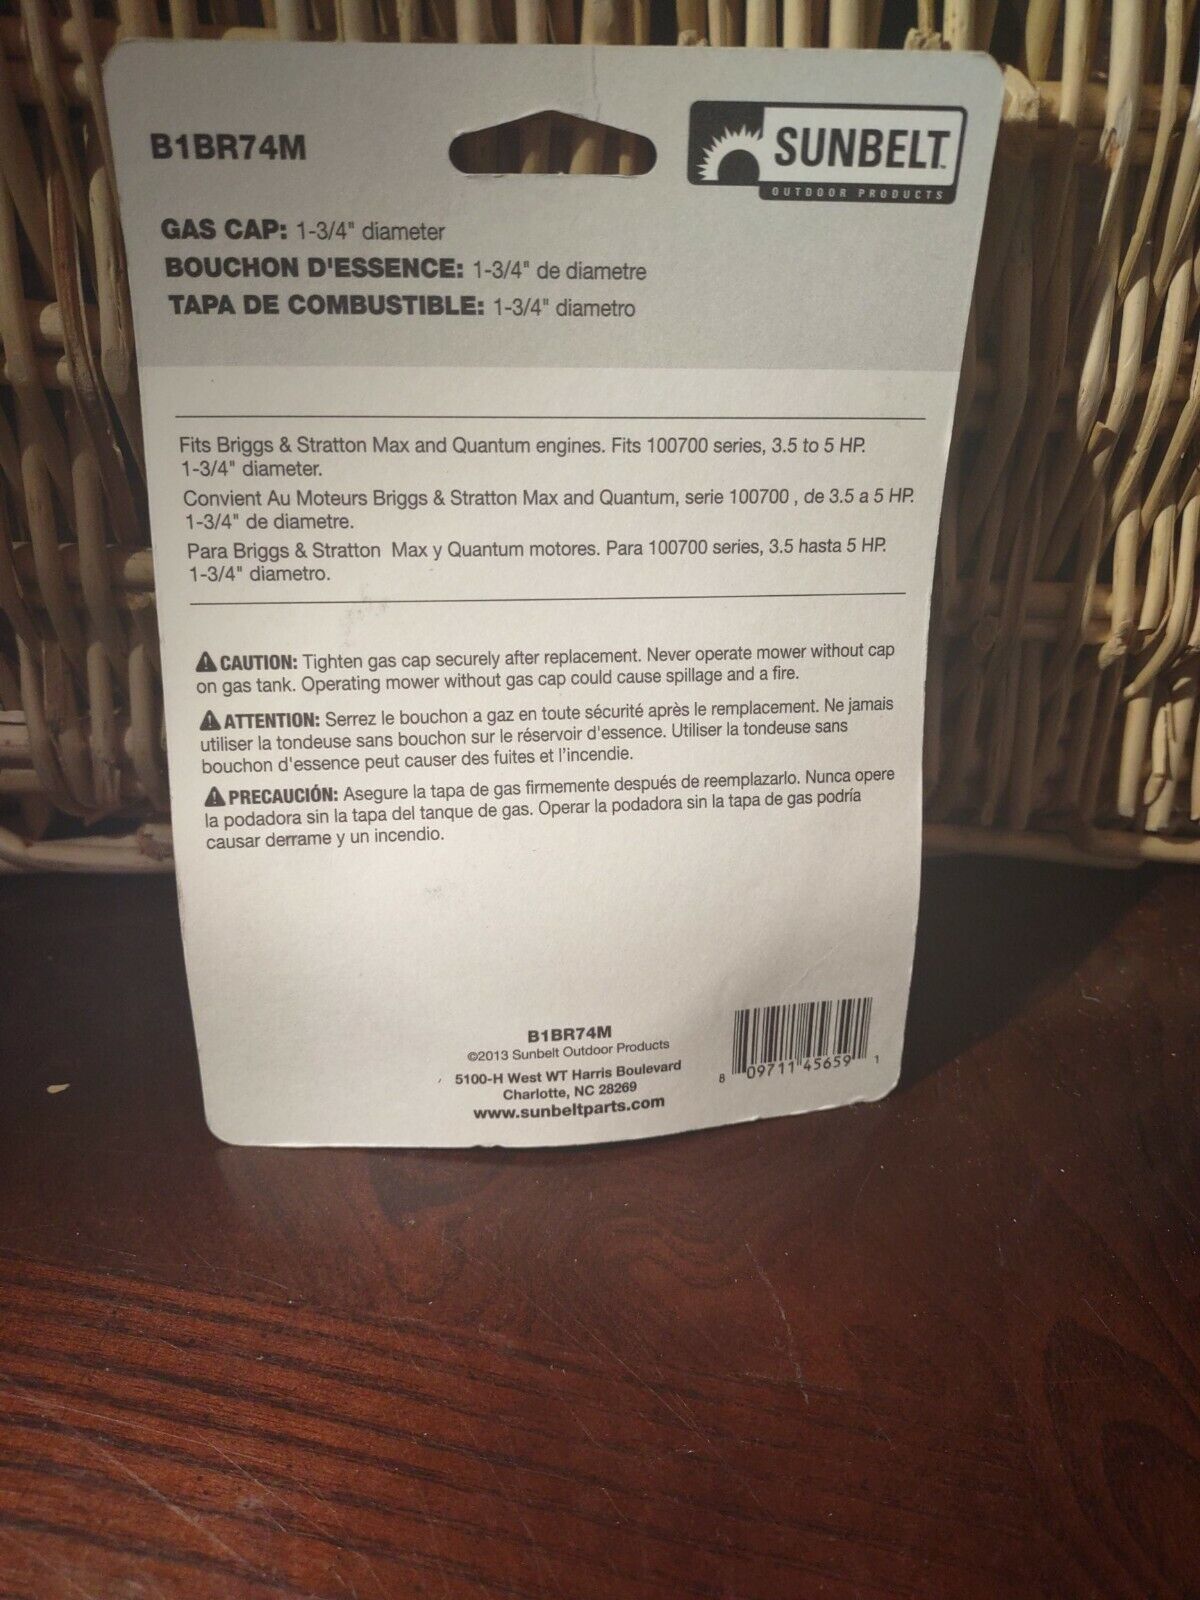 B1BR74M
SUNBELT™
OUTDOOR PRODUCTS
GAS CAP: 1-3/4" diameter
BOUCHON D'ESSENCE: 1-3/4" de diametre
TAPA DE COMBUSTIBLE: 1-3/4" diametro
Fits Briggs & Stratton Max and Quantum engines. Fits 100700 series, 3.5 to 5 HP.
1-3/4" diameter.
Convient Au Moteurs Briggs & Stratton Max and Quantum, serie 100700 , de 3.5 a 5 HP.
1-3/4" de diametre.
Para Briggs & Stratton Max y Quantum motores. Para 100700 series, 3.5 hasta 5 HP.
1-3/4" diametro.
⚠ CAUTION: Tighten gas cap securely after replacement. Never operate mower without cap
on gas tank. Operating mower without gas cap could cause spillage and a fire.
⚠ ATTENTION: Serrez le bouchon a gaz en toute sécurité après le remplacement. Ne jamais
utiliser la tondeuse sans bouchon sur le réservoir d'essence. Utiliser la tondeuse sans
bouchon d'essence peut causer des fuites et l'incendie.
⚠ PRECAUCIÓN: Asegure la tapa de gas firmemente después de reemplazarlo. Nunca opere
la podadora sin la tapa del tanque de gas. Operar la podadora sin la tapa de gas podría
causar derrame y un incendio.
B1BR74M
©2013 Sunbelt Outdoor Products
5100-H West WT Harris Boulevard
Charlotte, NC 28269
www.sunbeltparts.com
8 09711 45659 1